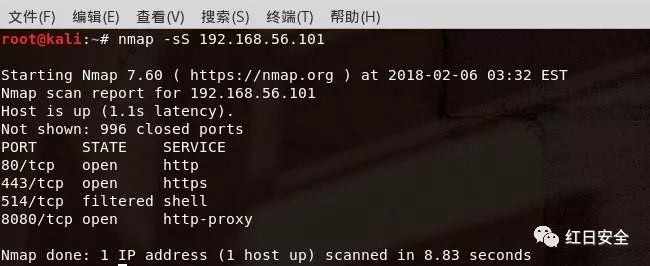 文件(F) 编辑(E) 查看(V) 搜索(S) 终端(T) 帮助(H)
root@kali:~# nmap -sS 192.168.56.101
Starting Nmap 7.60 ( https://nmap.org ) at 2018-02-06 03:32 EST
Nmap scan report for 192.168.56.101
Host is up (1.1s latency).
Not shown: 996 closed ports
PORT STATE SERVICE
80/tcp open http
443/tcp open https
514/tcp filtered shell
8080/tcp open http-proxy
红日安全
Nmap done: 1 IP address (1 host up) scanned in 8.83 seconds